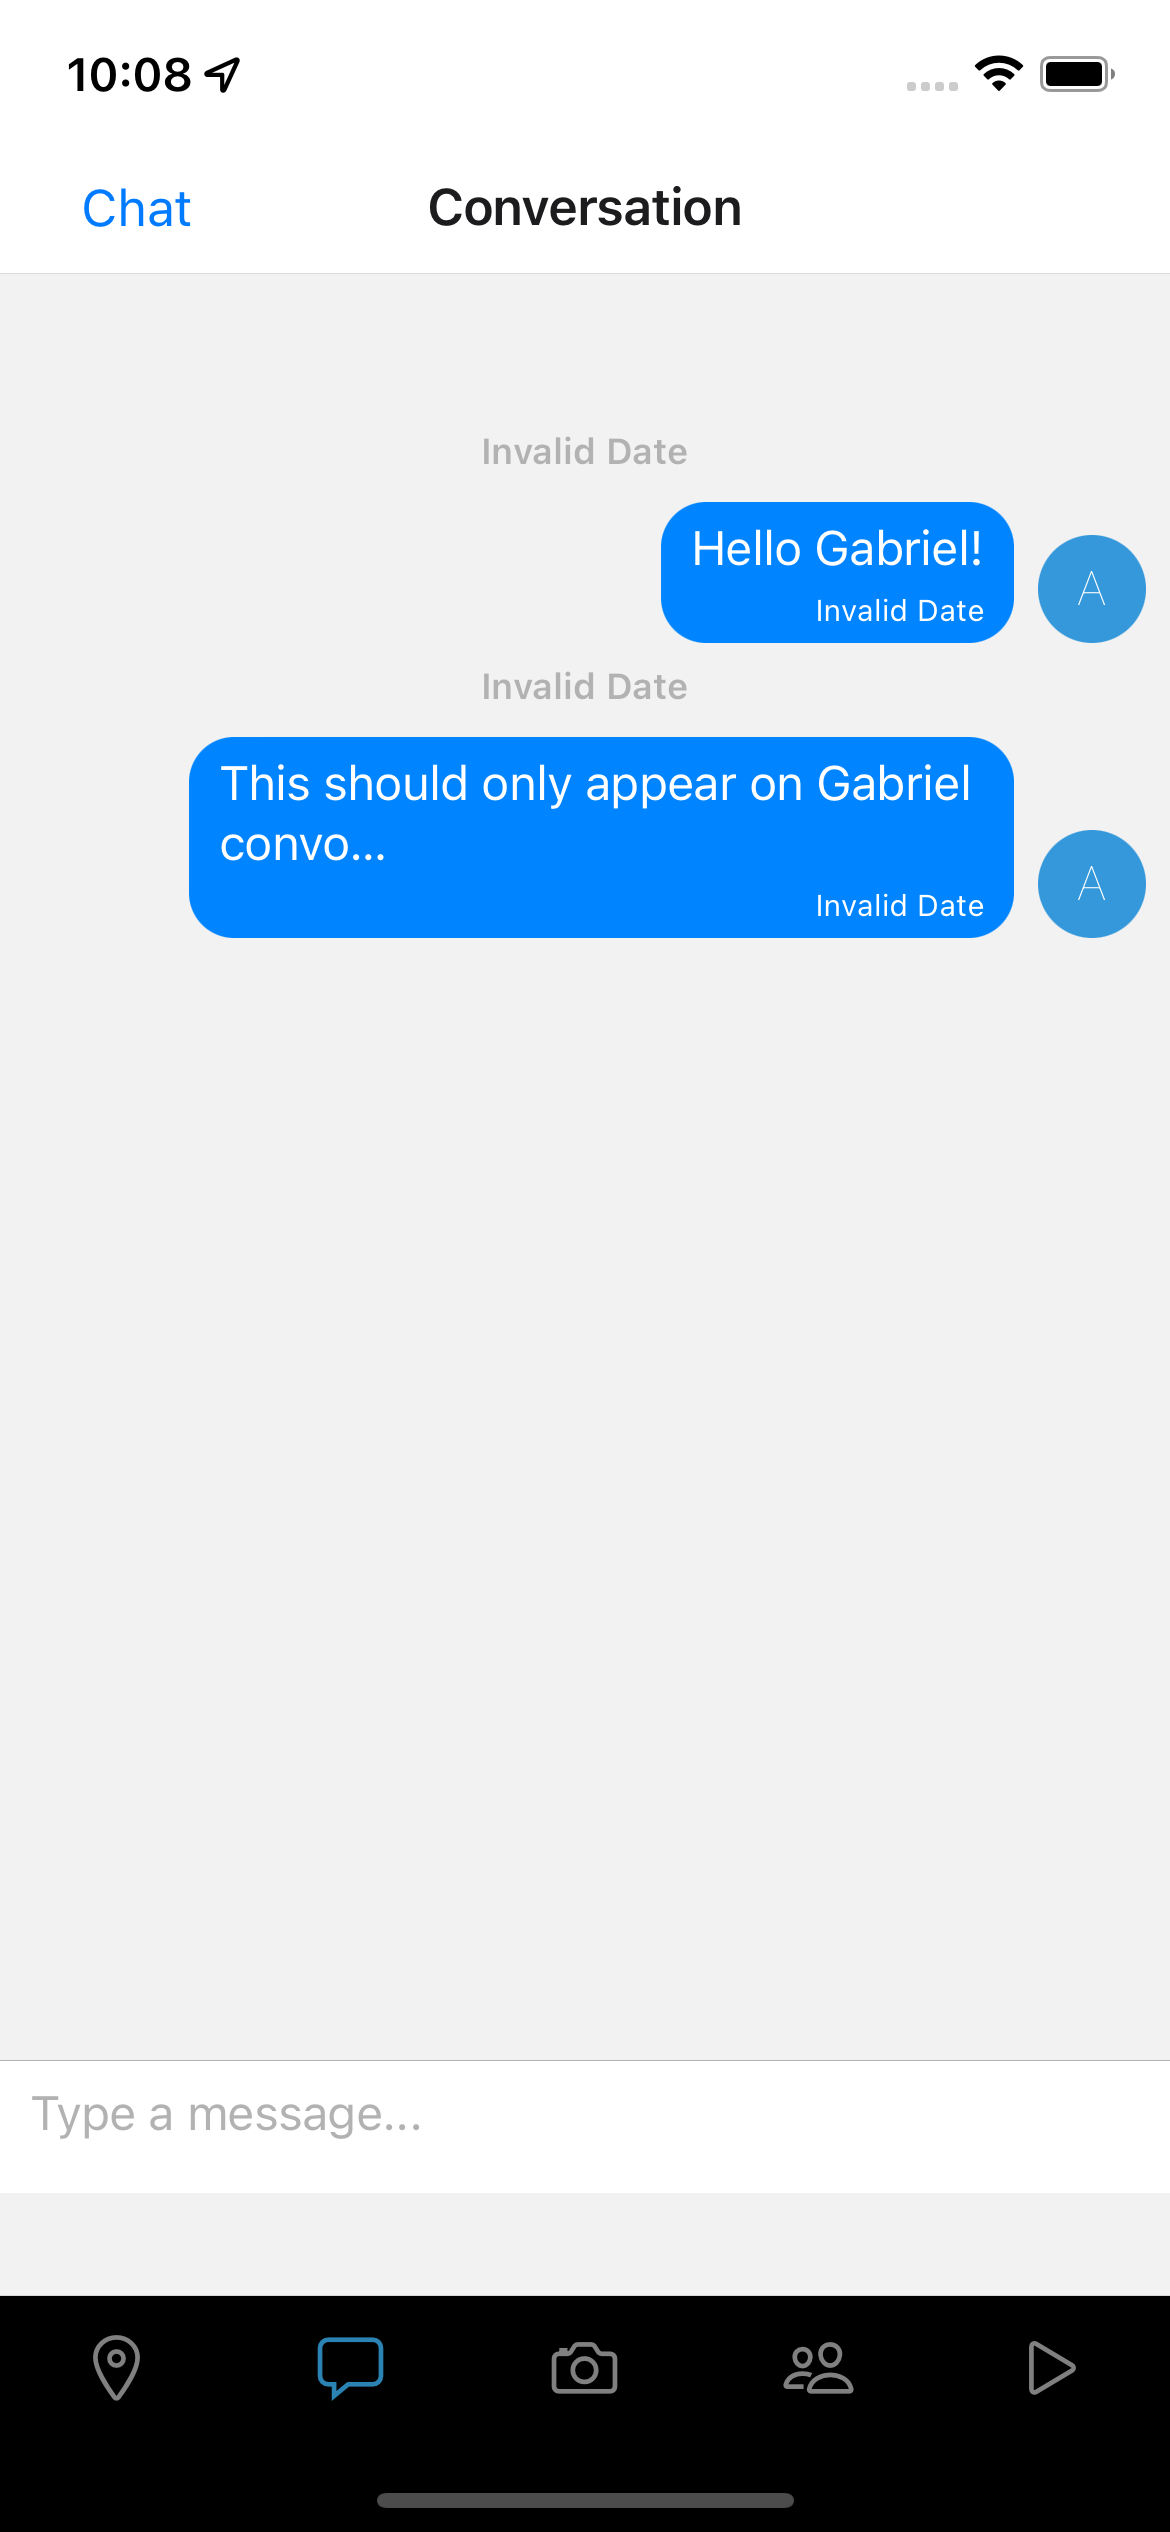 10:08
Chat
Conversation
Invalid Date
Hello Gabriel!
Invalid Date
A
Invalid Date
This should only appear on Gabriel
convo...
Invalid Date
A
Type a message...